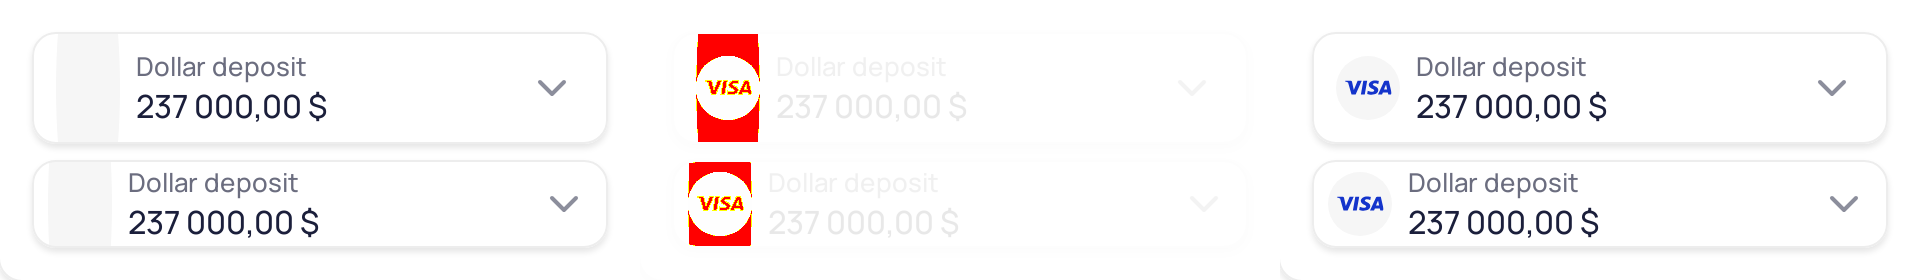 Dollar deposit
237 000,00 $
Dollar deposit
237 000,00 $
VISA
Dollar deposit
237 000,00 $
VISA
Dollar deposit
237 000,00 $
VISA
Dollar deposit
237 000,00 $
VISA
Dollar deposit
237 000,00 $